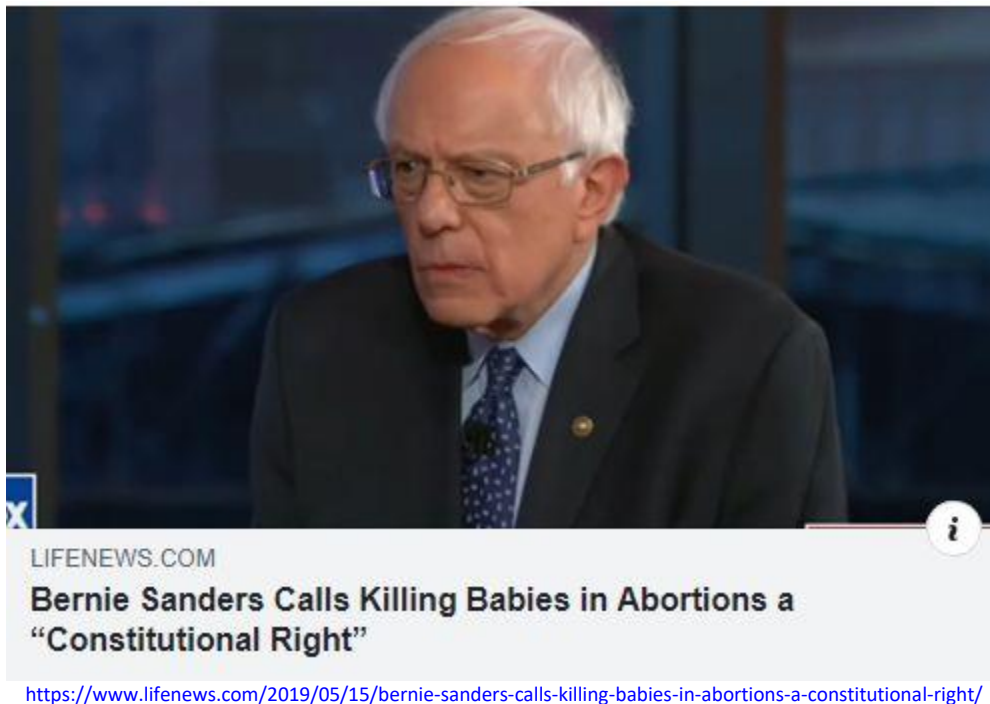 X
LIFENEWS.COM
Bernie Sanders Calls Killing Babies in Abortions a
“Constitutional Right”
i
https://www.lifenews.com/2019/05/15/bernie-sanders-calls-killing-babies-in-abortions-a-constitutional-right/